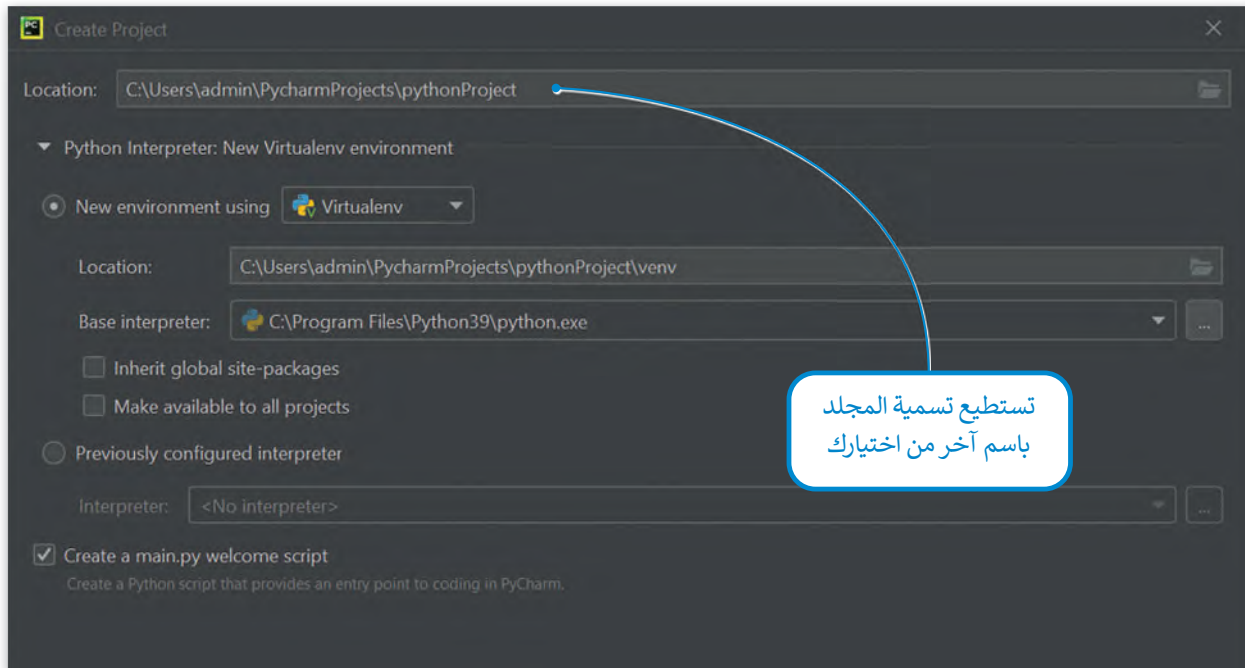 PC
Create Project
Location: C:\Users\admin\PycharmProjects\pythonProject
Python Interpreter: New Virtualenv environment
New environment using Virtualenv
Location: C:\Users\admin\PycharmProjects\pythonProject\venv
Base interpreter: C:\Program Files\Python39\python.exe ...
Inherit global site-packages
Make available to all projects
تستطيع تسمية المجلد
باسم آخر من اختيارك
Previously configured interpreter
Interpreter: <No interpreter> ...
Create a main.py welcome script
Create a Python script that provides an entry point to coding in PyCharm.